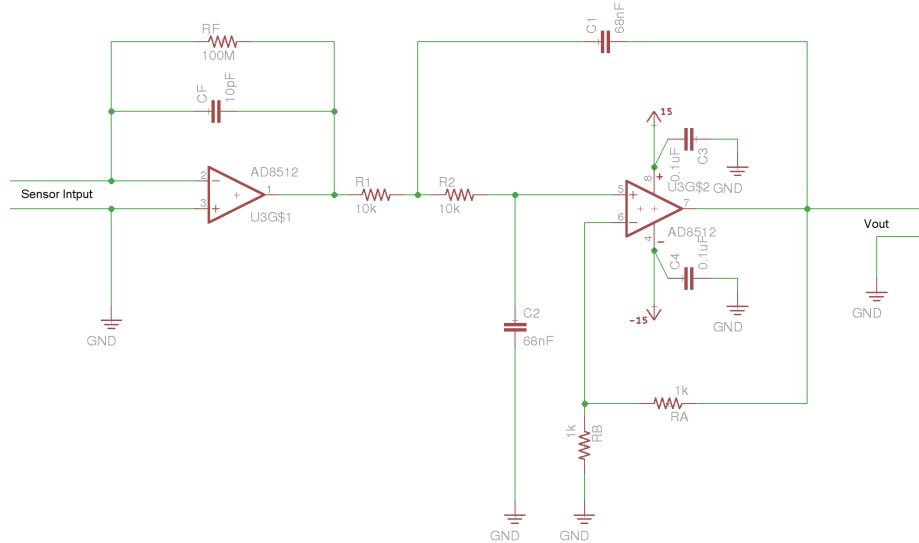 C1
68nF
RF
100M
CF
10pF
15
0.1uF
C3
GND
2
AD8512
1
Sensor Intput
3
U3G$1
R1
10k
R2
10k
8
+
U3G$2
5
6
7
4
-
AD8512
Vout
C4
0.1uF
GND
-15
GND
GND
C2
68nF
1k
RA
1k
RB
GND
GND